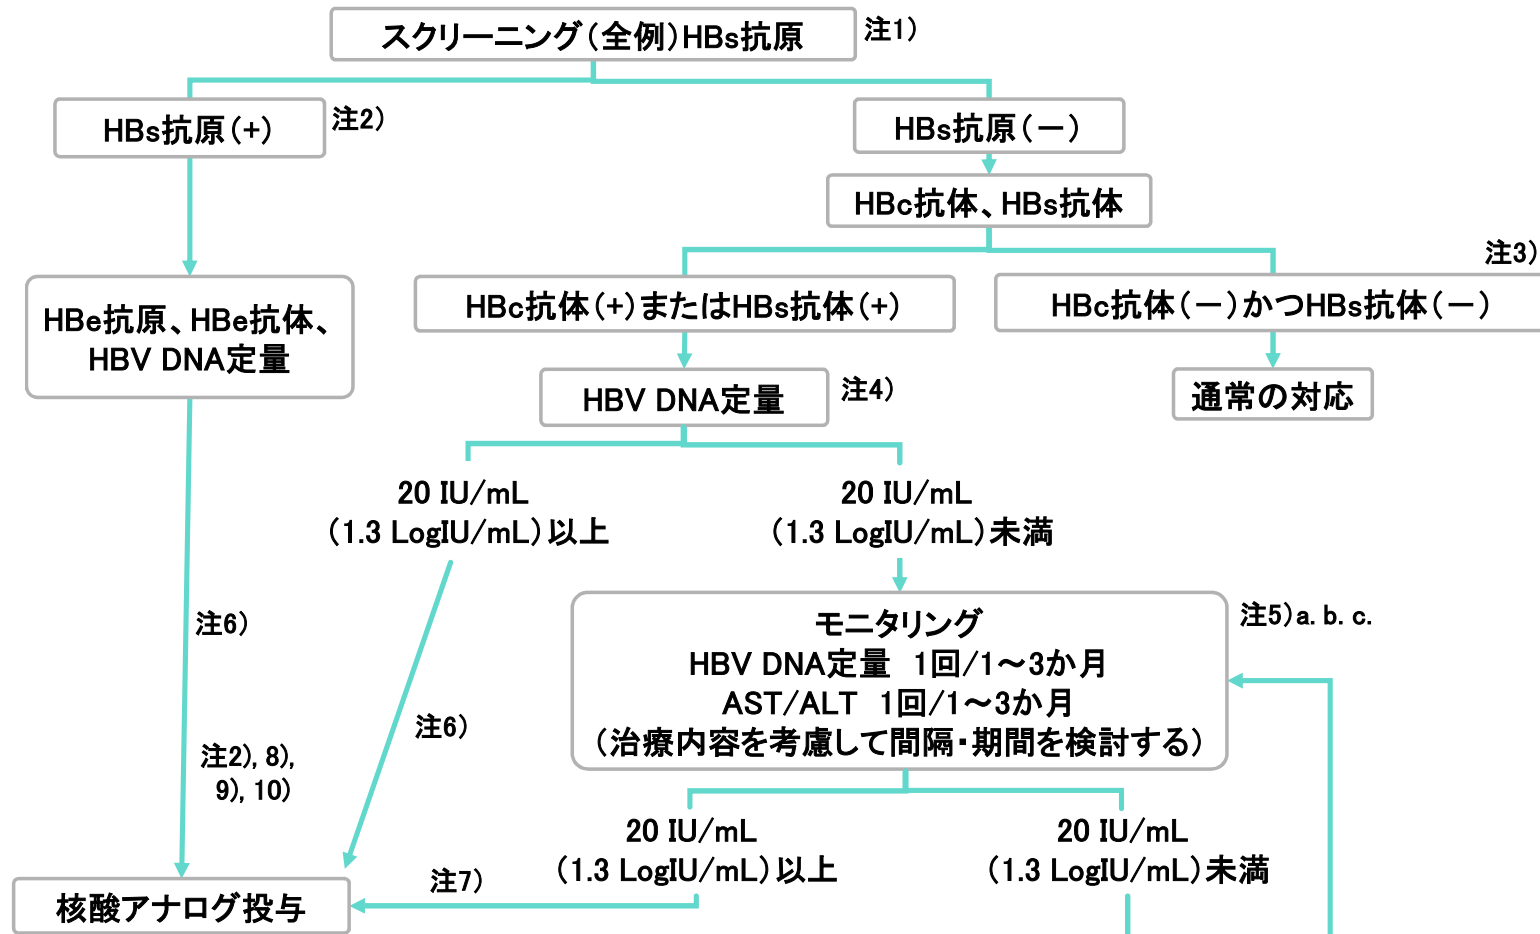 スクリーニング（全例）HBs抗原
注1）
HBs抗原（+）
注2）
HBs抗原（－）
HBc抗体、HBs抗体
注3）
HBe抗原、HBe抗体、
HBV DNA定量
HBc抗体（+）またはHBs抗体（+）
HBc抗体（－）かつHBs抗体（－）
HBV DNA定量
注4）
通常の対応
20 IU/mL
（1.3 LogIU/mL）以上
20 IU/mL
（1.3 LogIU/mL）未満
注6）
モニタリング
HBV DNA定量 1回/1～3か月
AST/ALT 1回/1～3か月
（治療内容を考慮して間隔・期間を検討する）
注5）a. b. c.
注6）
注2）, 8）,
9）, 10）
20 IU/mL
（1.3 LogIU/mL）以上
20 IU/mL
（1.3 LogIU/mL）未満
注7）
核酸アナログ投与